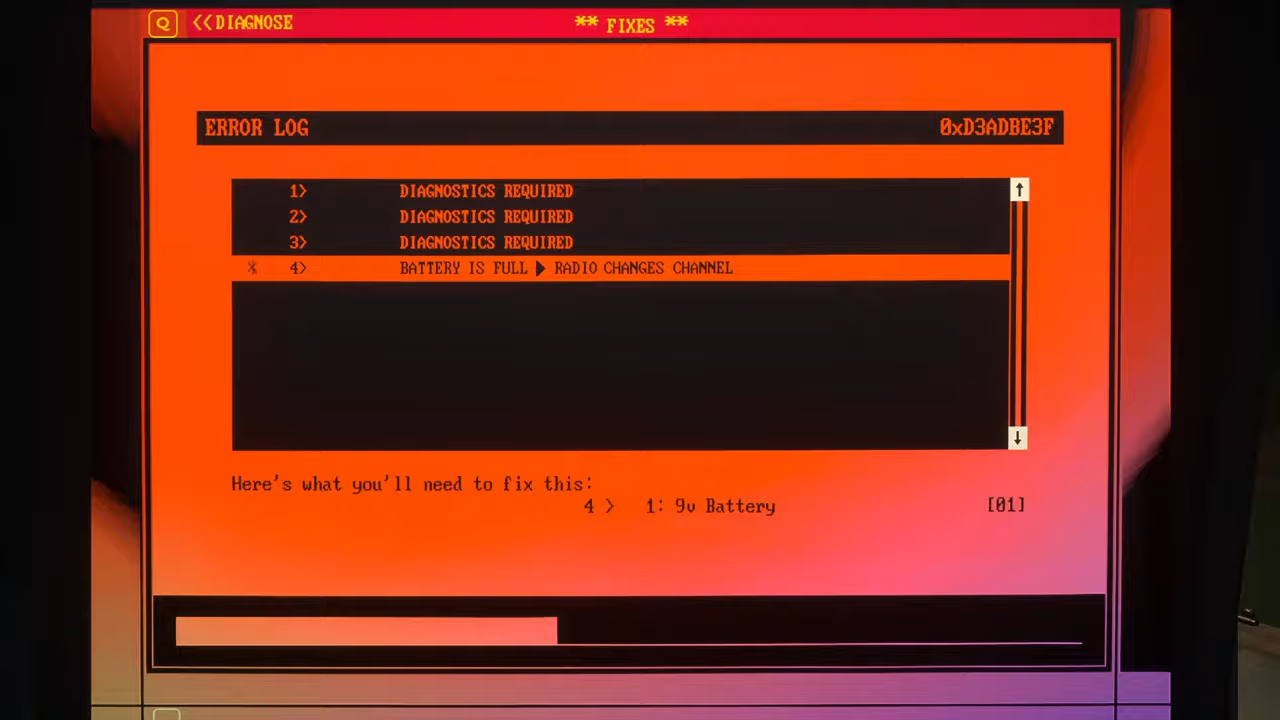 Q <<DIAGNOSE
** FIXES **
ERROR LOG 0xD3ADBE3F
1> DIAGNOSTICS REQUIRED
2> DIAGNOSTICS REQUIRED
3> DIAGNOSTICS REQUIRED
* 4> BATTERY IS FULL ▶ RADIO CHANGES CHANNEL
Here's what you'll need to fix this:
4 > 1: 9v Battery [01]